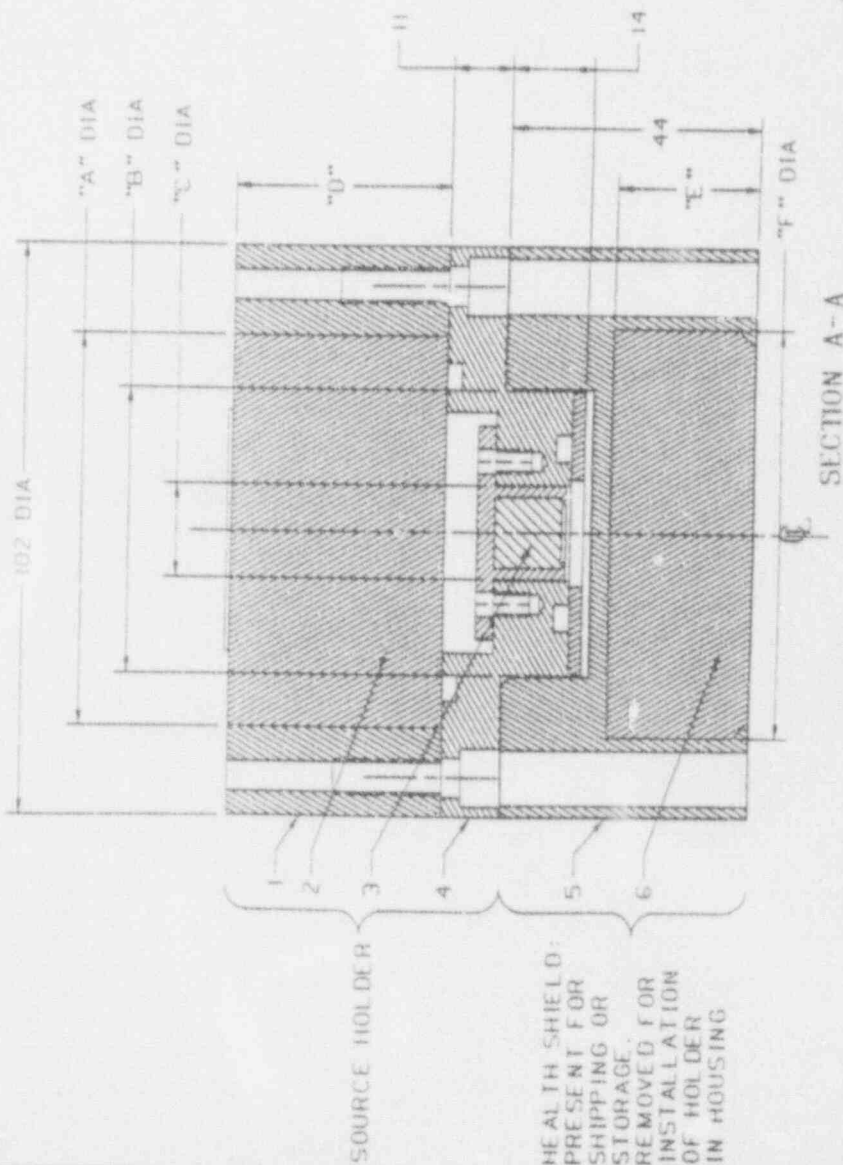 102 DIA
"A" DIA
"B" DIA
"C" DIA
"D"
11
14
44
"E"
"F" DIA
SOURCE HOLDER
1
2
3
4
HEALTH SHIELD:
PRESENT FOR
SHIPPING OR
STORAGE.
REMOVED FOR
INSTALLATION
OF HOLDER
IN HOUSING
5
6
SECTION A-A